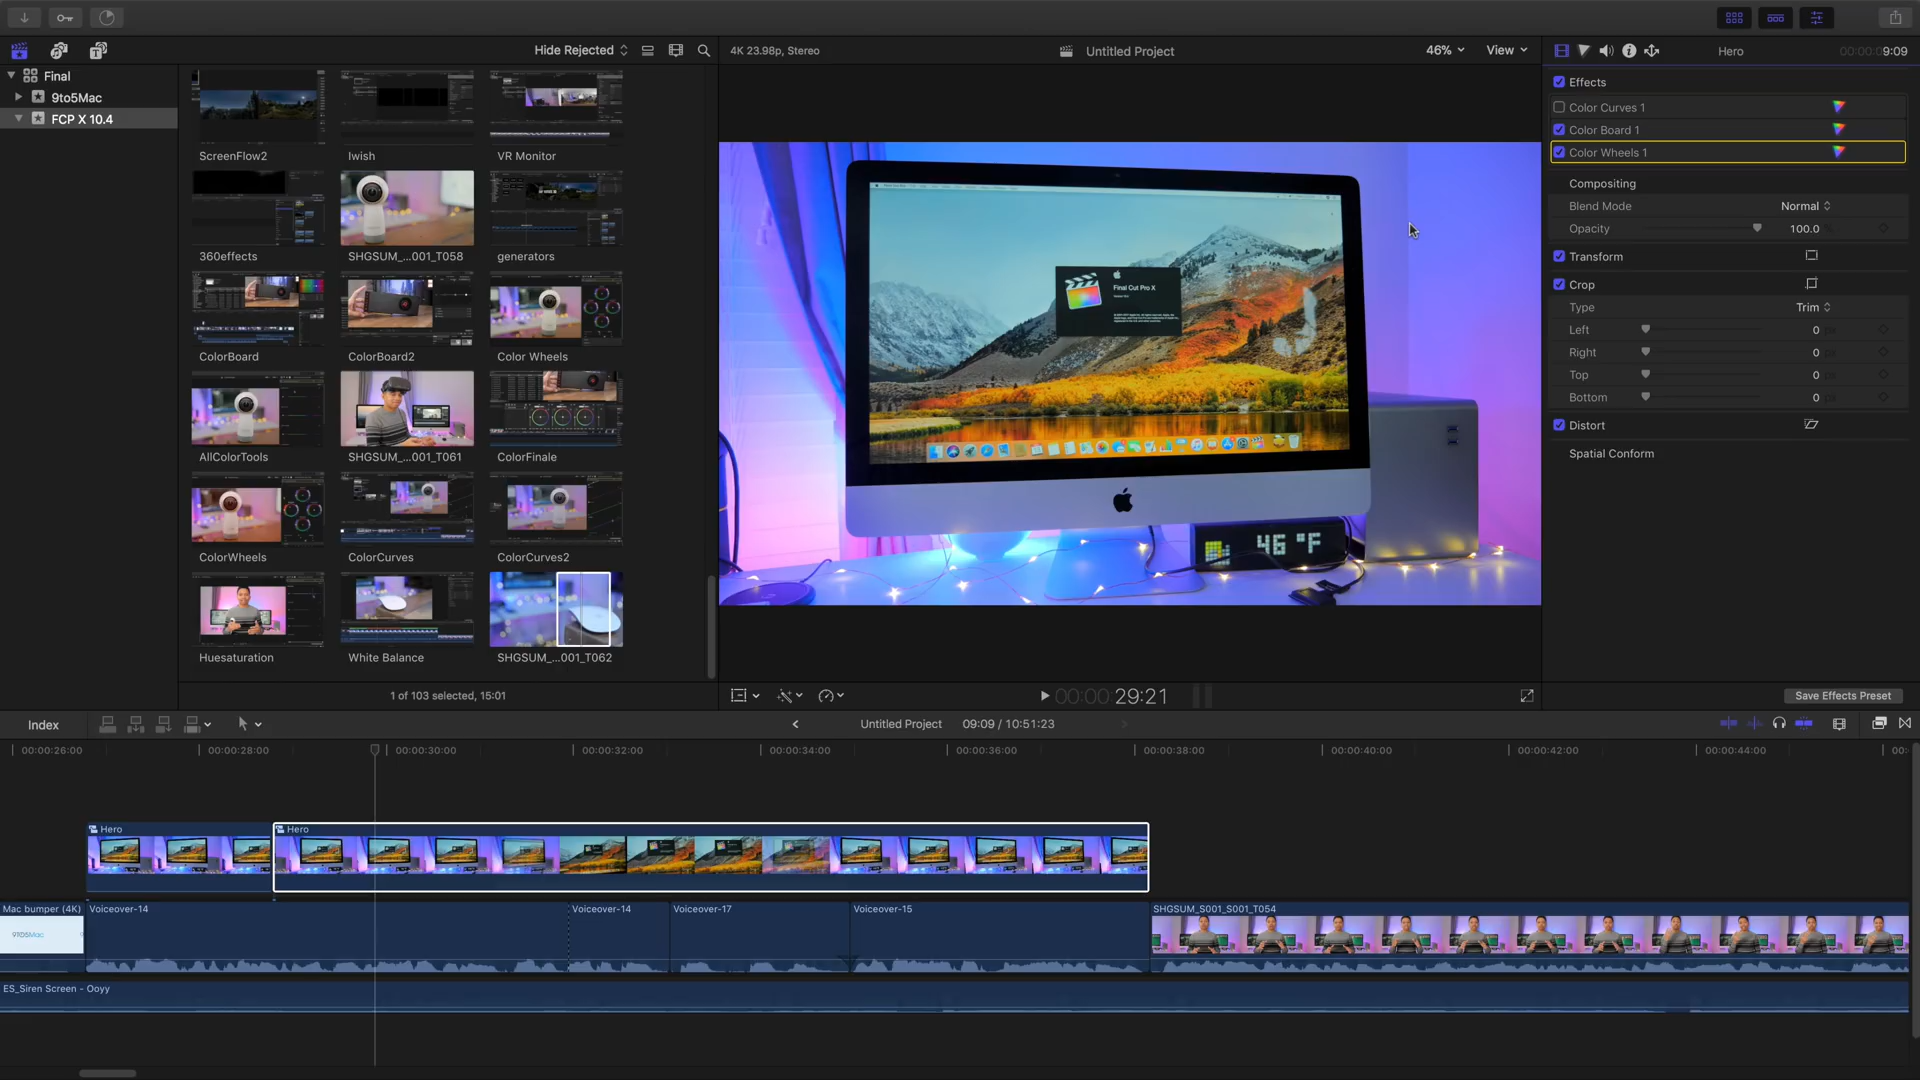 Hide Rejected
4K 23.98p, Stereo
Untitled Project
46%
View
Hero
00:00:09:09
Final
9to5Mac
FCP X 10.4
ScreenFlow2
Iwish
VR Monitor
360effects
SHGSUM_...001_T058
generators
ColorBoard
ColorBoard2
Color Wheels
AllColorTools
SHGSUM_...001_T061
ColorFinale
ColorWheels
ColorCurves
ColorCurves2
Huesaturation
White Balance
SHGSUM_...001_T062
1 of 103 selected, 15:01
Final Cut Pro X
46 °F
Effects
Color Curves 1
Color Board 1
Color Wheels 1
Compositing
Blend Mode
Normal
Opacity
100.0
Transform
Crop
Type
Trim
Left
0 px
Right
0 px
Top
0 px
Bottom
0 px
Distort
Spatial Conform
00:00:29:21
Save Effects Preset
Index
Untitled Project
09:09 / 10:51:23
00:00:26:00
00:00:28:00
00:00:30:00
00:00:32:00
00:00:34:00
00:00:36:00
00:00:38:00
00:00:40:00
00:00:42:00
00:00:44:00
00:
Hero
Hero
Mac bumper (4K)
Voiceover-14
Voiceover-14
Voiceover-17
Voiceover-15
SHGSUM_S001_S001_T054
9TO5Mac
ES_Siren Screen - Ooyy